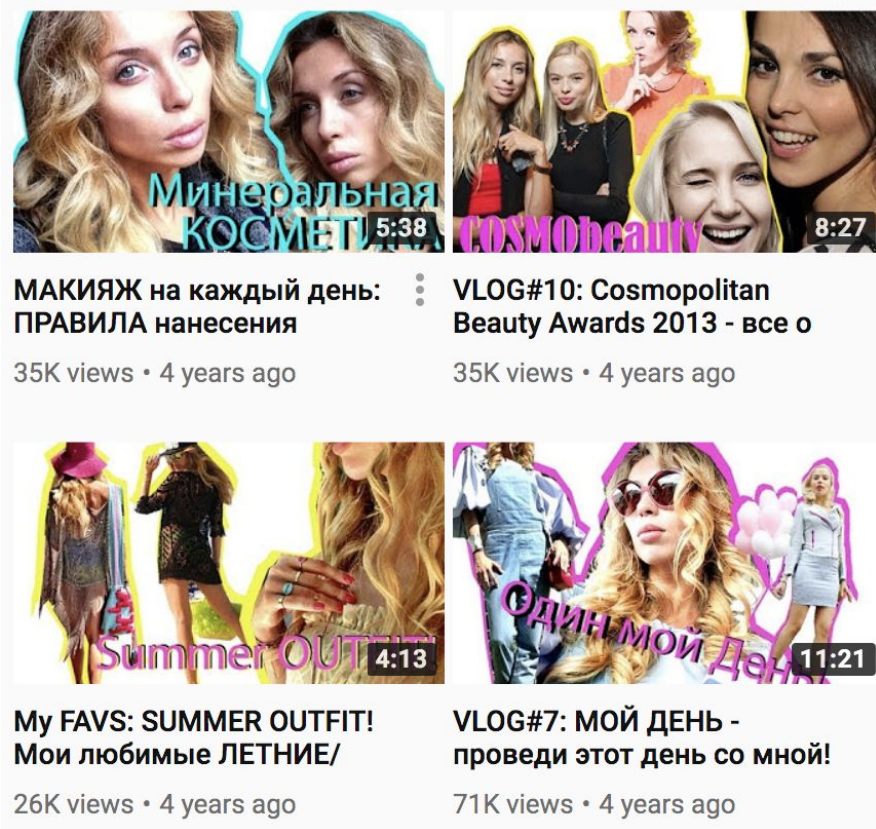 Минеральная
КОСМЕТИКА
5:38
COSMObeauty
8:27
МАКИЯЖ на каждый день:
ПРАВИЛА нанесения
35K views • 4 years ago
VLOG#10: Cosmopolitan
Beauty Awards 2013 - все о
35K views • 4 years ago
Summer OUTFIT!
4:13
Один мой День
11:21
My FAVS: SUMMER OUTFIT!
Мои любимые ЛЕТНИЕ/
26K views • 4 years ago
VLOG#7: МОЙ ДЕНЬ -
проведи этот день со мной!
71K views • 4 years ago